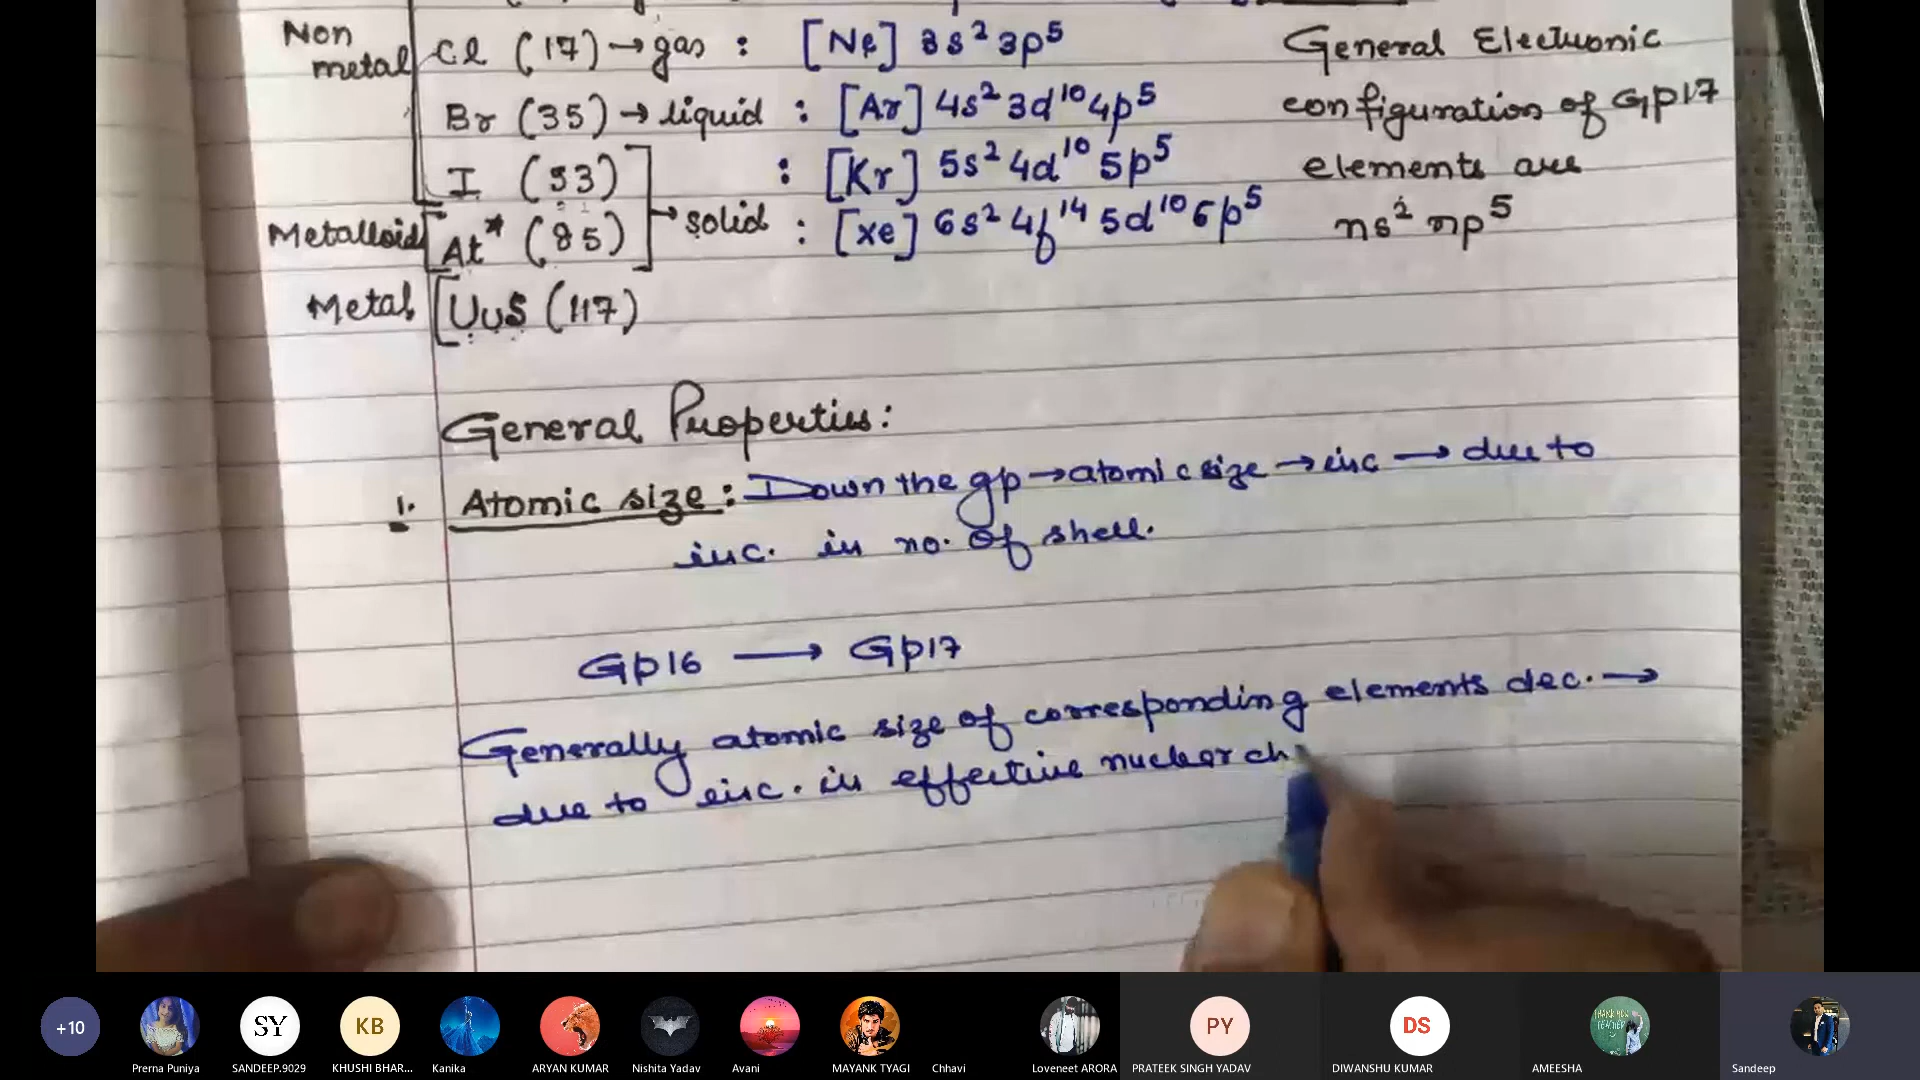 Non metal
Cl (17) → gas : [Ne] 3s² 3p⁵
General Electronic
Br (35) → liquid : [Ar] 4s² 3d¹⁰ 4p⁵
configuration of Gp17
I (53) : [Kr] 5s² 4d¹⁰ 5p⁵
elements are
Metalloid At* (85) → solid : [Xe] 6s² 4f¹⁴ 5d¹⁰ 6p⁵
ns² np⁵
Metal UuS (117)
General Properties:
1. Atomic size : Down the gp → atomic size → inc → due to
inc. in no. of shell.
Gp16 → Gp17
Generally atomic size of corresponding elements dec. →
due to inc. in effective nuclear ch
+10
SY
KB
PY
DS
Prerna Puniya
SANDEEP.9029
KHUSHI BHAR...
Kanika
ARYAN KUMAR
Nishita Yadav
Avani
MAYANK TYAGI
Chhavi
Loveneet ARORA
PRATEEK SINGH YADAV
DIWANSHU KUMAR
AMEESHA
Sandeep